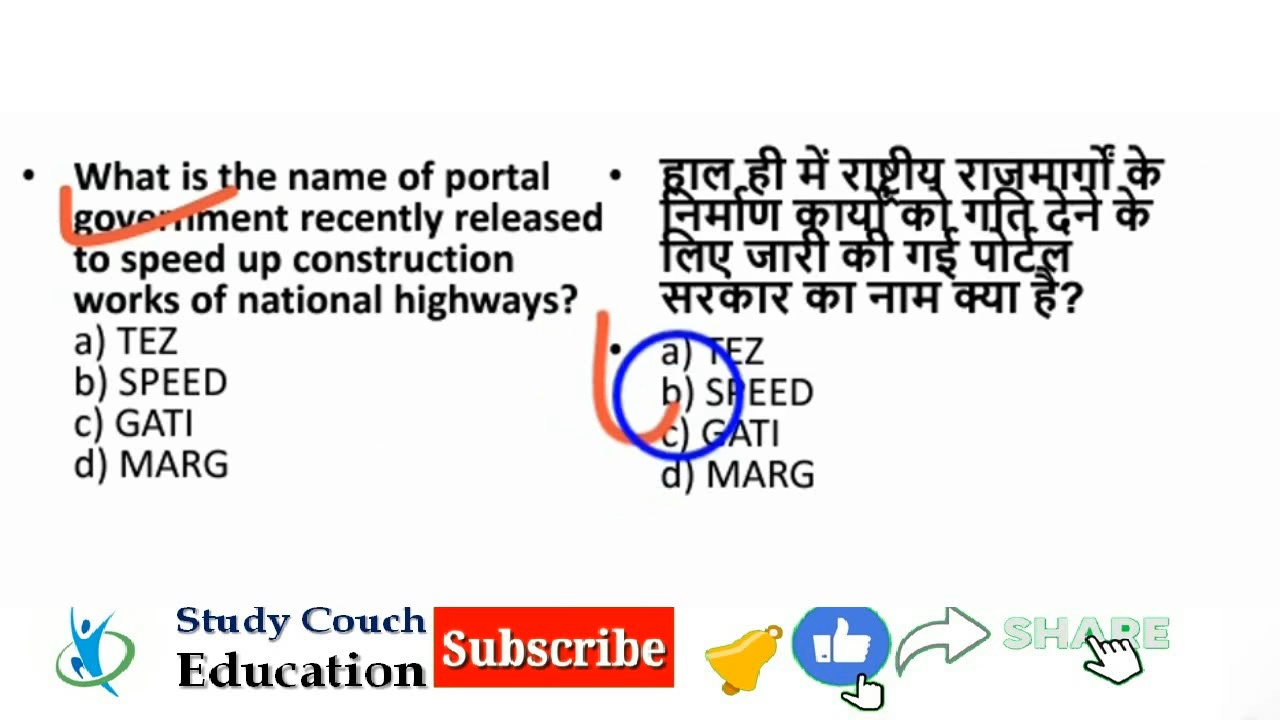 What is the name of portal
government recently released
to speed up construction
works of national highways?
a) TEZ
b) SPEED
c) GATI
d) MARG
हाल ही में राष्ट्रीय राजमार्गों के
निर्माण कार्यों को गति देने के
लिए जारी की गई पोर्टल
सरकार का नाम क्या है?
a) TEZ
b) SPEED
c) GATI
d) MARG
Study Couch
Education
Subscribe
SHARE